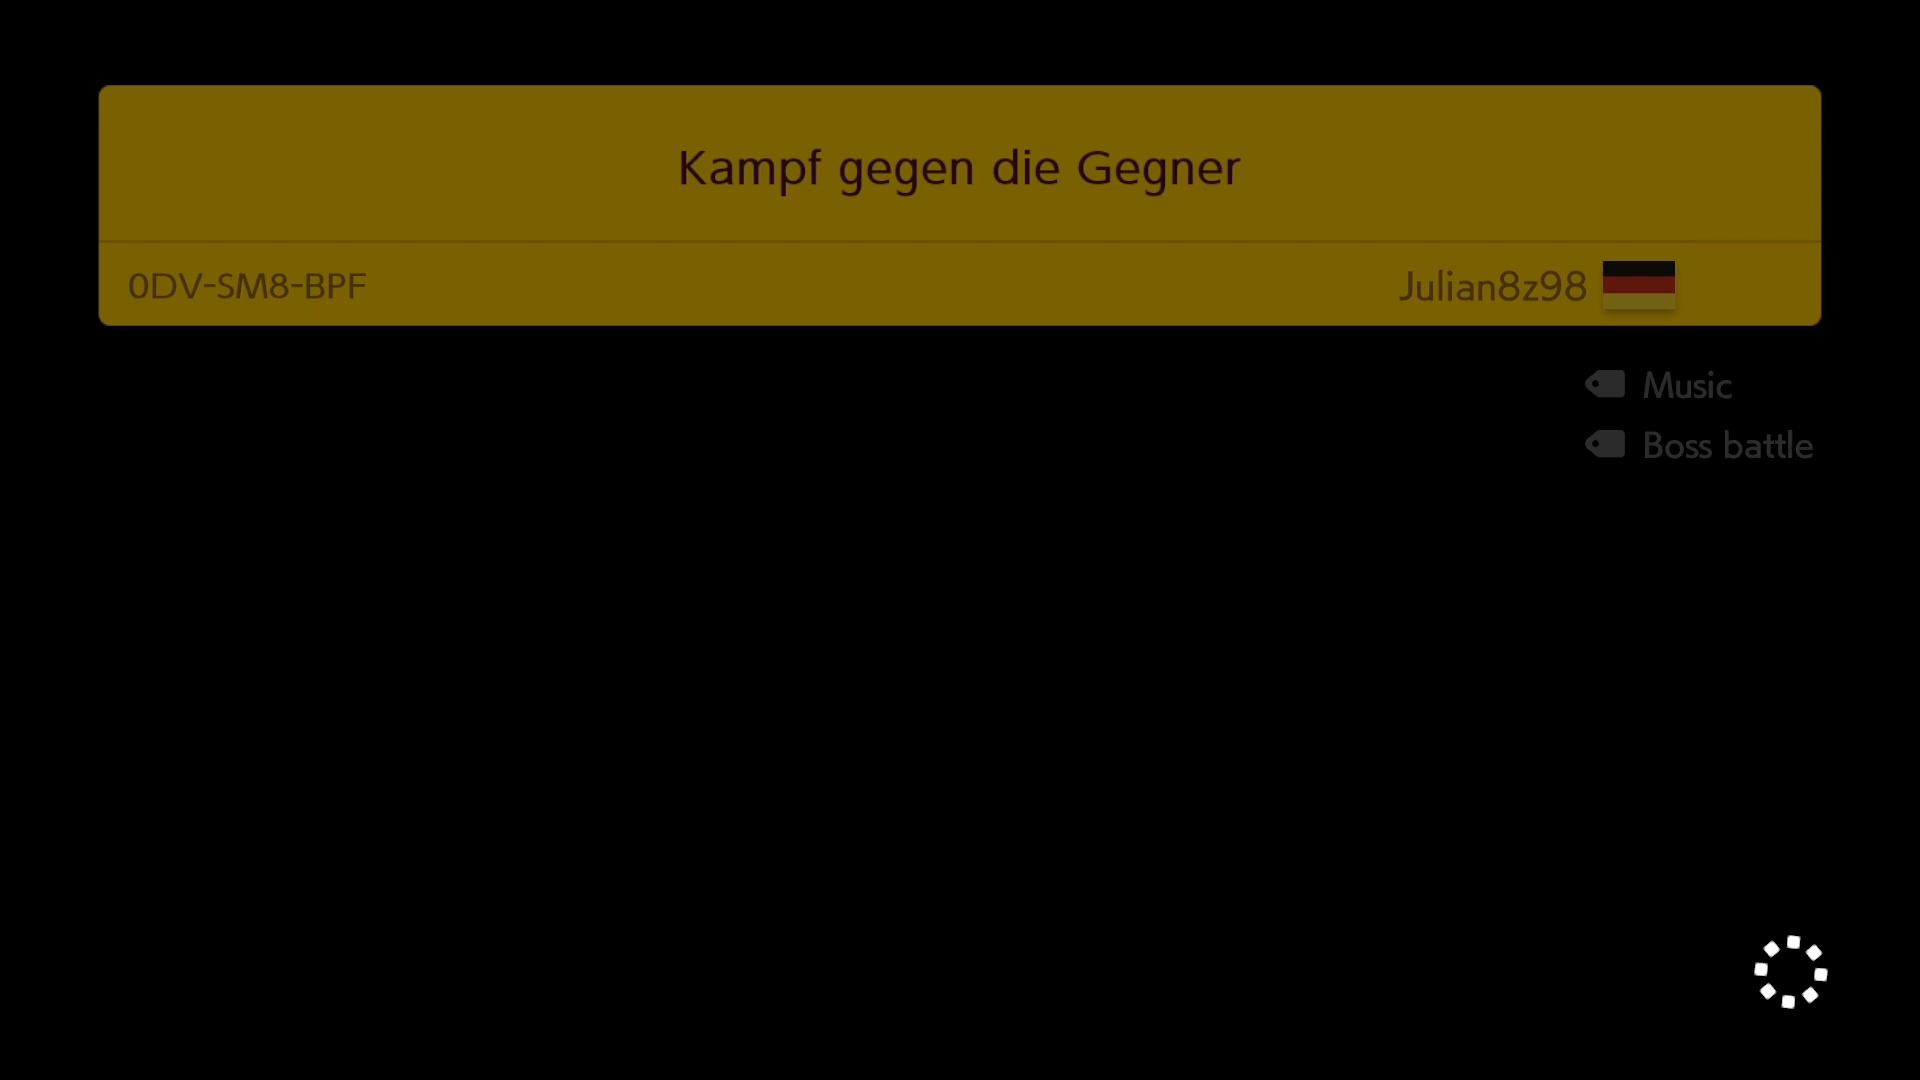 Kampf gegen die Gegner
0DV-SM8-BPF
Julian8z98
Music
Boss battle